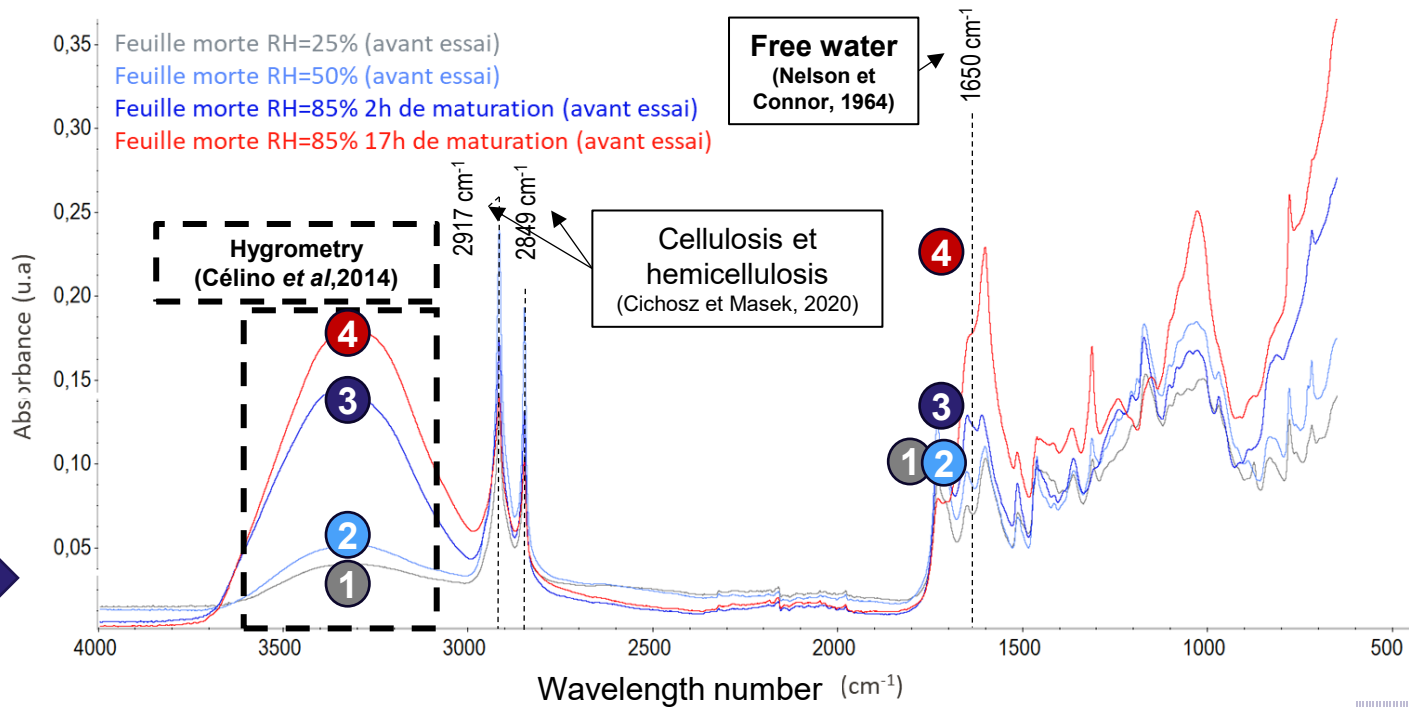 Feuille morte RH=25% (avant essai)
Feuille morte RH=50% (avant essai)
Feuille morte RH=85% 2h de maturation (avant essai)
Feuille morte RH=85% 17h de maturation (avant essai)
Free water
(Nelson et
Connor, 1964)
1650 cm-1
2917 cm-1
2849 cm-1
Hygrometry
(Célino et al,2014)
Cellulosis et
hemicellulosis
(Cichosz et Masek, 2020)
4
3
2
1
4
3
1
2
Absorbance (u.a)
0,35
0,30
0,25
0,20
0,15
0,10
0,05
4000
3500
3000
2500
2000
1500
1000
500
Wavelength number (cm-1)